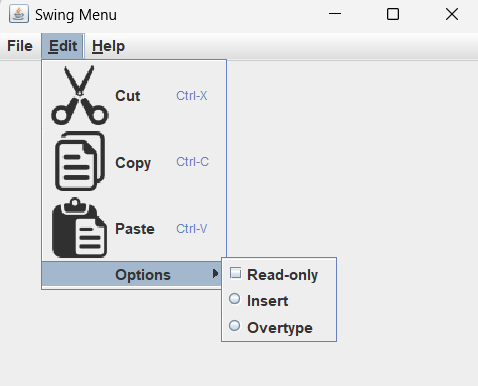 Swing Menu
File Edit Help
Cut Ctrl-X
Copy Ctrl-C
Paste Ctrl-V
Options
Read-only
Insert
Overtype